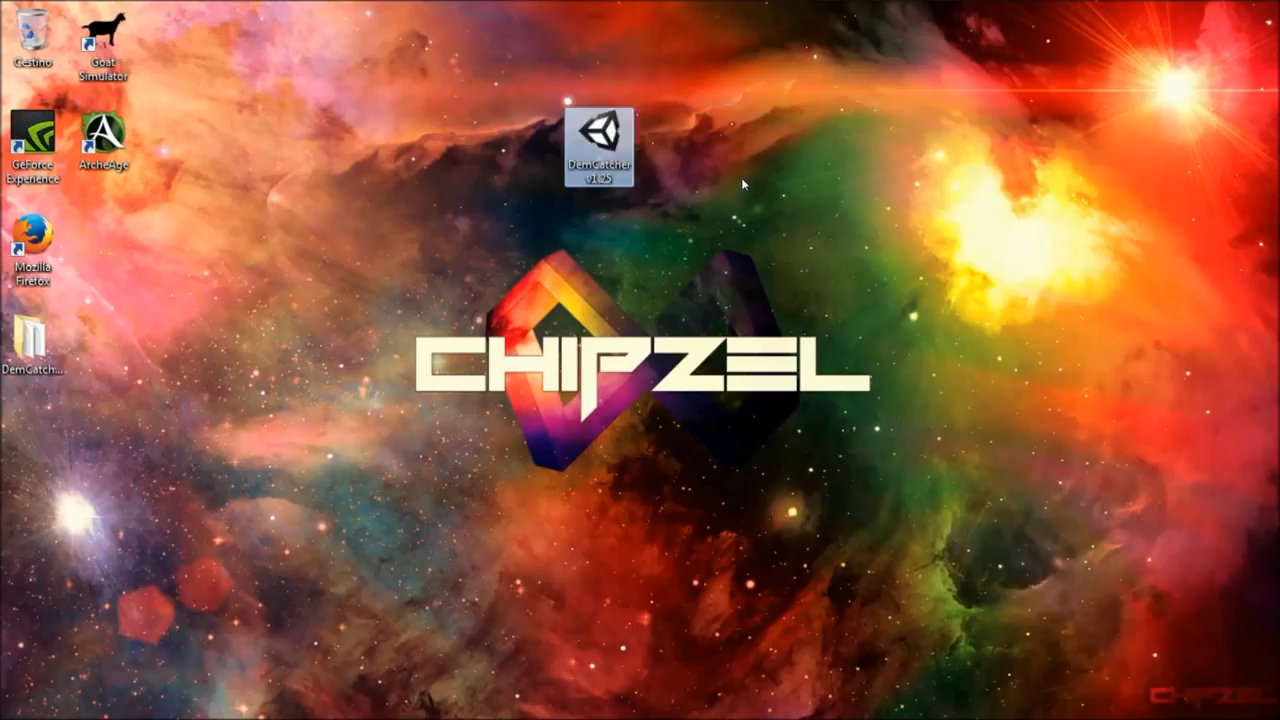 Cestino
Goat
Simulator
GeForce
Experience
ArcheAge
DemCatcher
v1.25
Mozilla
Firefox
DemCatch...
CHIPZEL
CHIPZEL